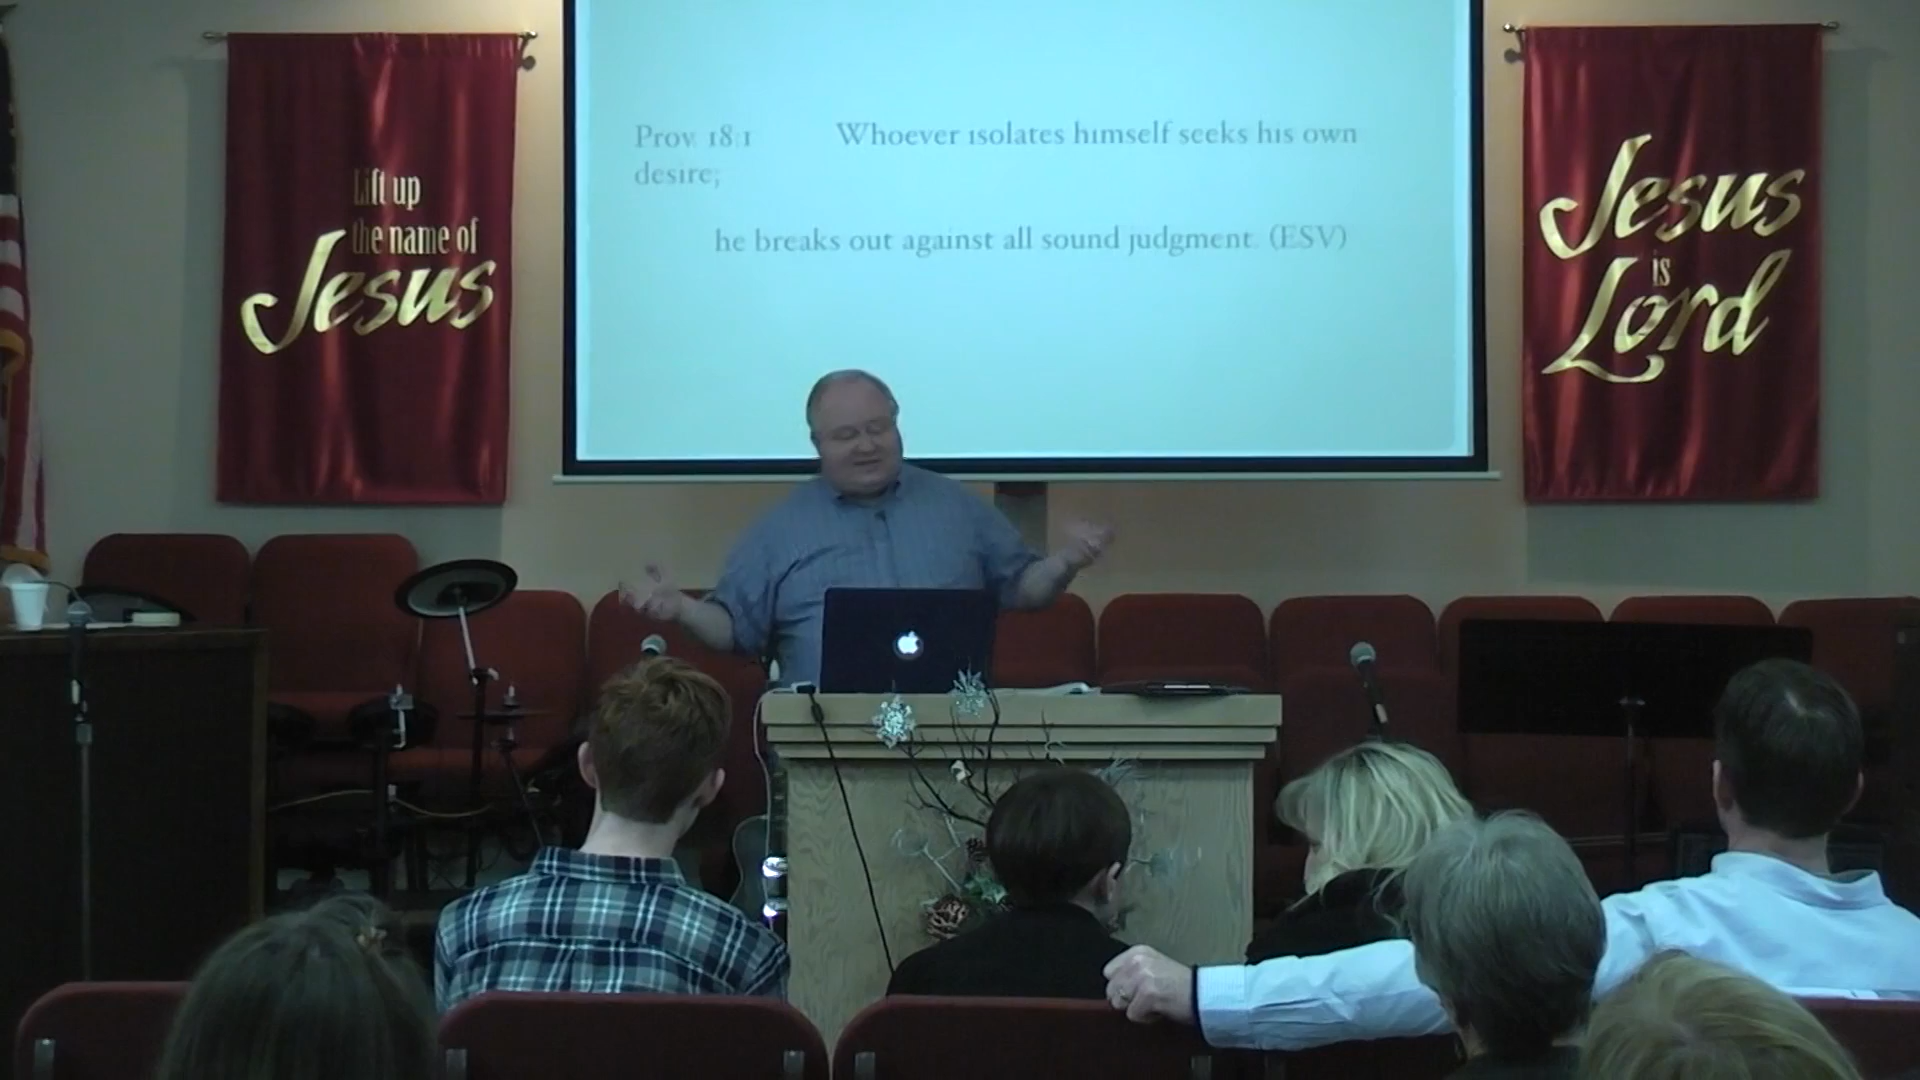 Lift up
the name of
Jesus
Prov. 18:1 Whoever isolates himself seeks his own
desire;
he breaks out against all sound judgment. (ESV)
Jesus
is
Lord